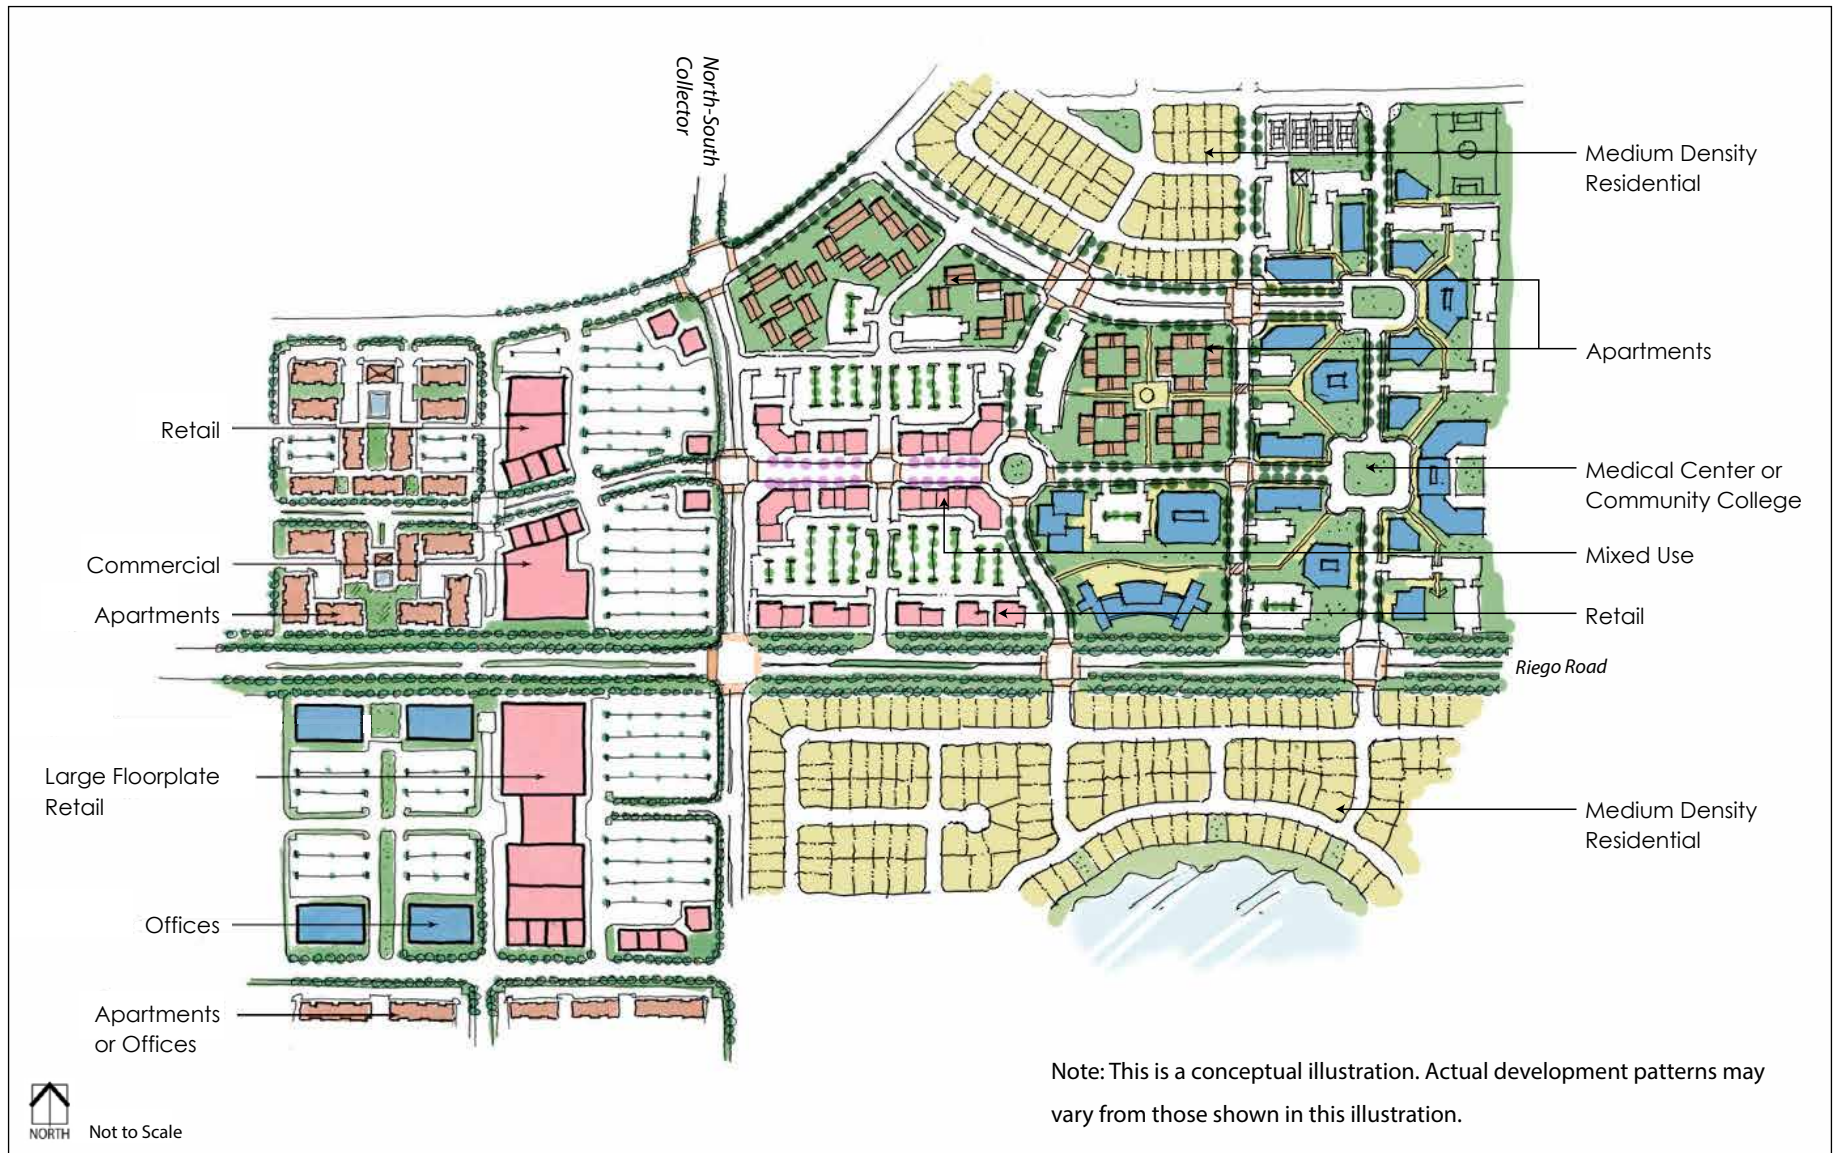 North-South
Collector
Medium Density
Residential
Apartments
Retail
Medical Center or
Community College
Commercial
Mixed Use
Apartments
Retail
Riego Road
Large Floorplate
Retail
Medium Density
Residential
Offices
Apartments
or Offices
Note: This is a conceptual illustration. Actual development patterns may
vary from those shown in this illustration.
NORTH
Not to Scale